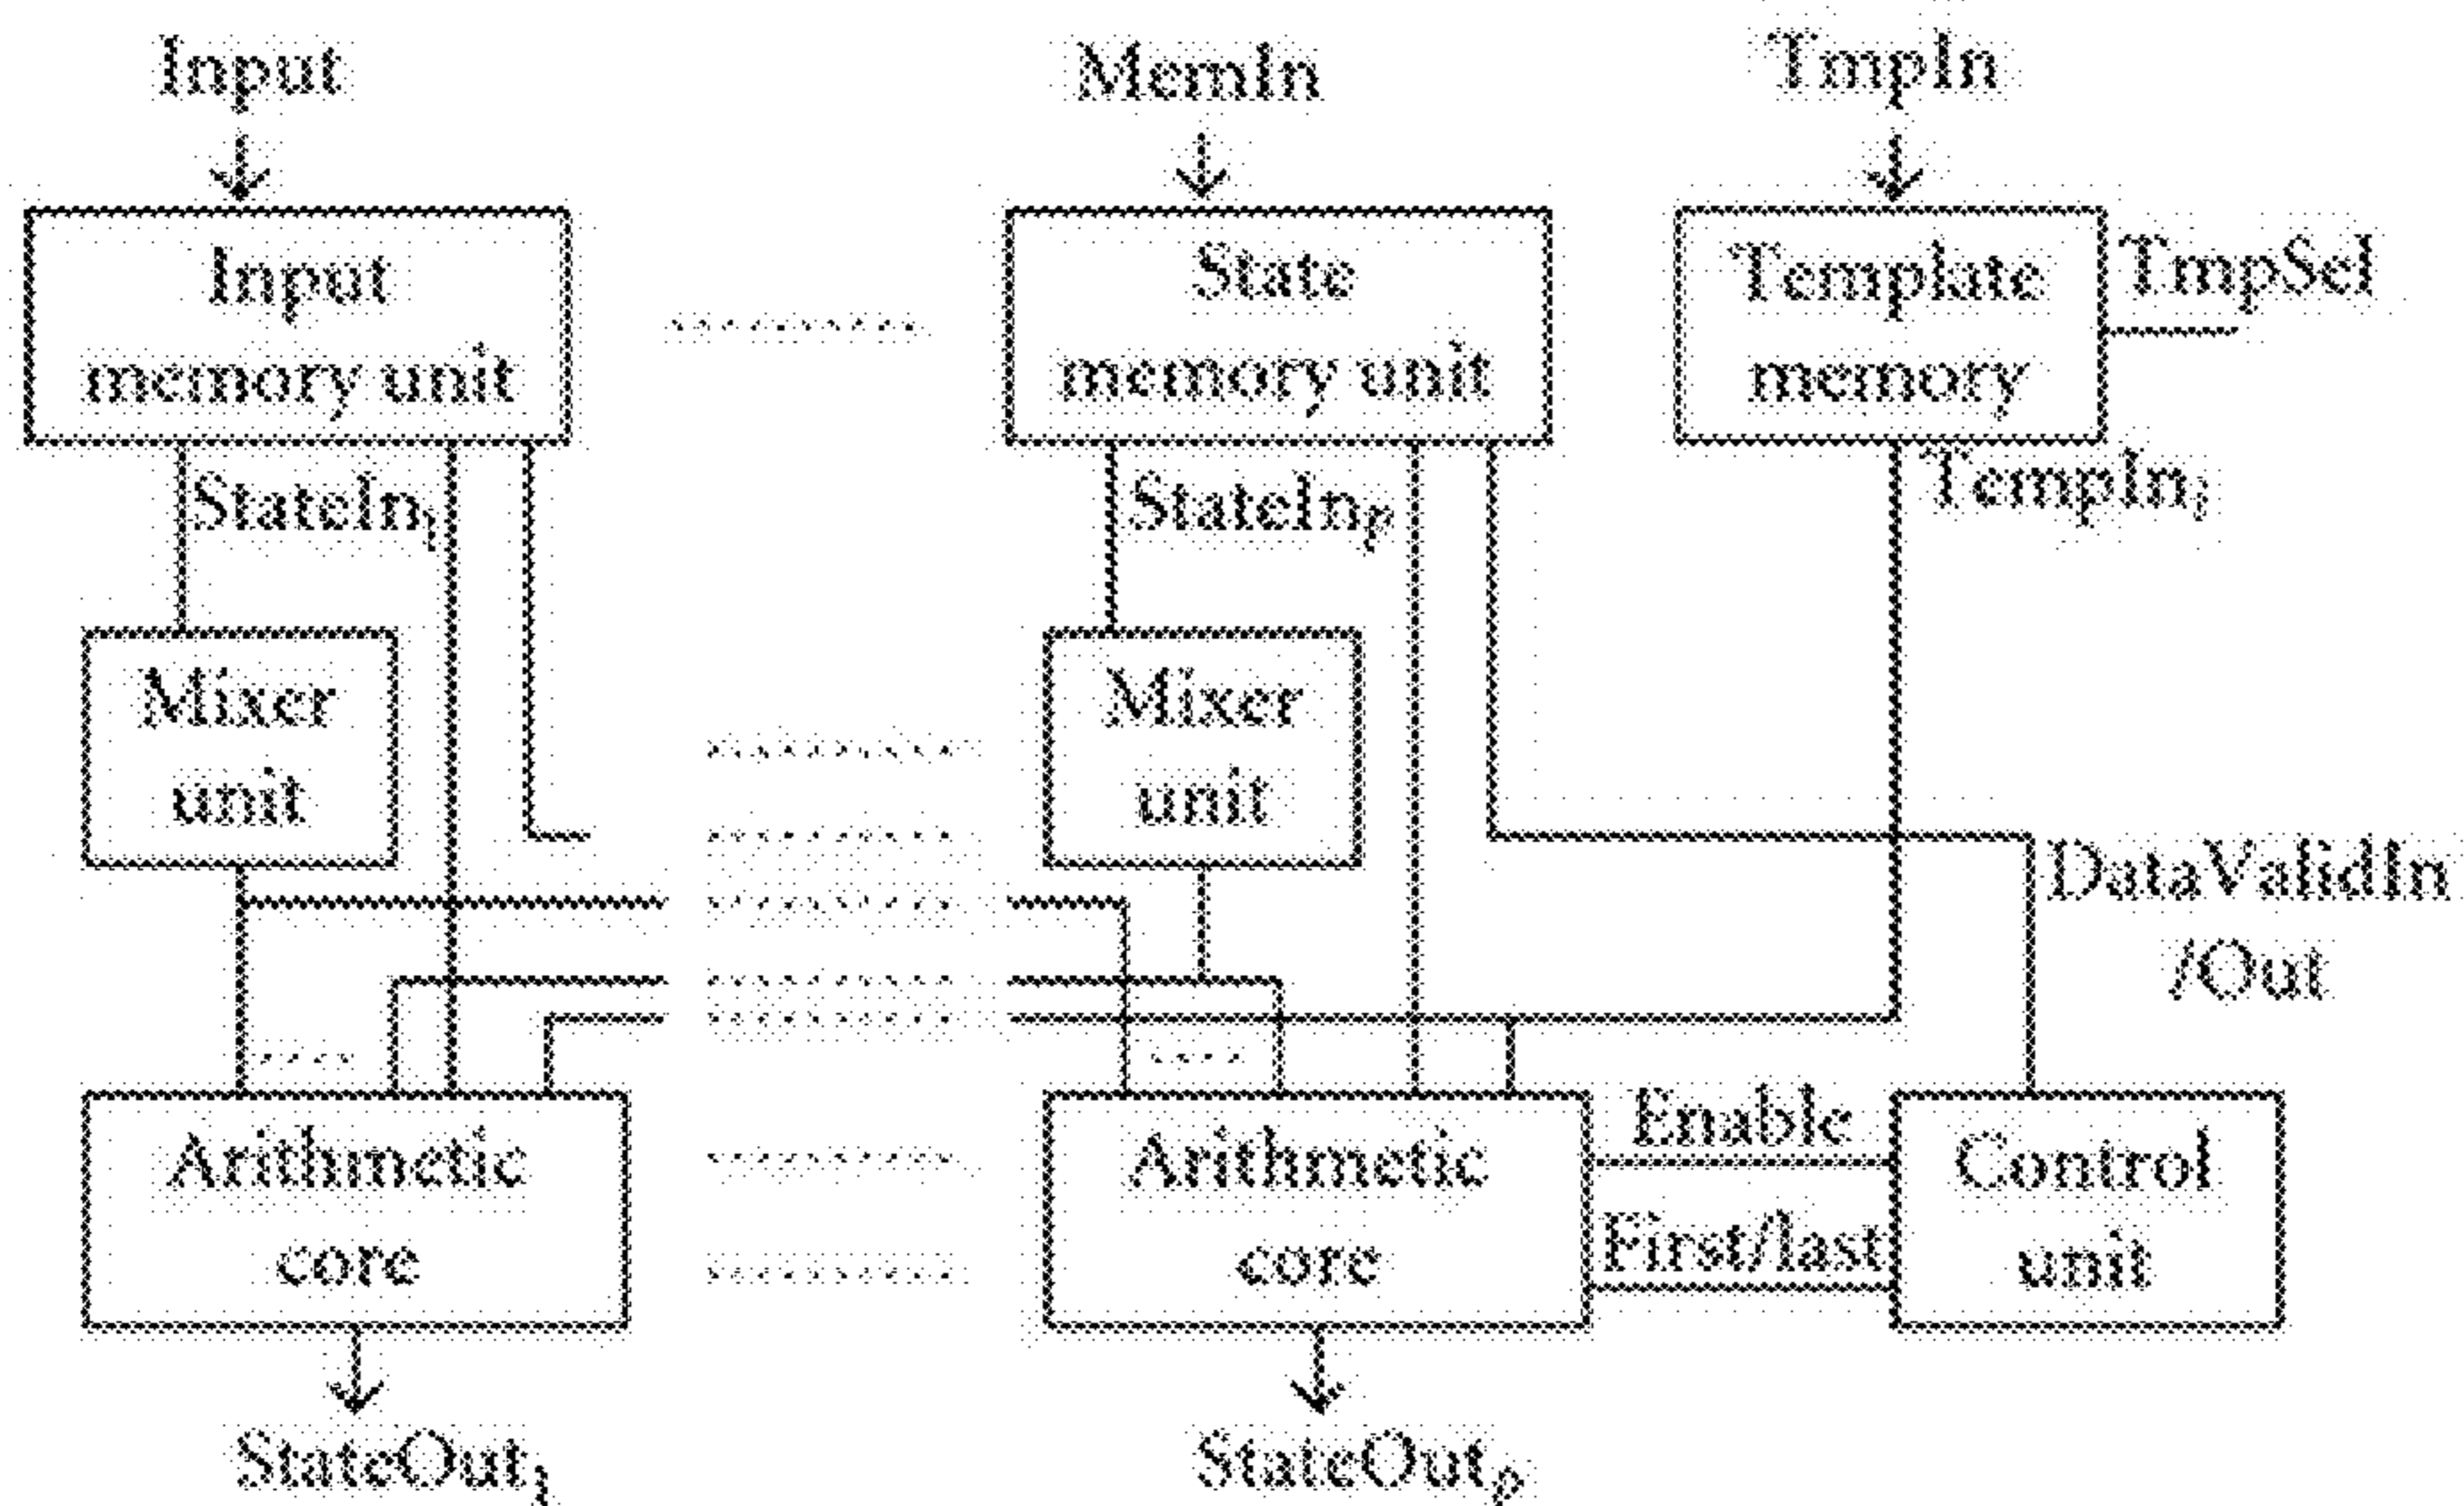 Input
MemIn
TmpIn
Input
memory unit
State
memory unit
Template
memory
TmpSel
StateIn₁
StateInₚ
TempInⱼ
Mixer
unit
Mixer
unit
DataValidIn
/Out
Arithmetic
core
Arithmetic
core
Enable
First/last
Control
unit
StateOut₁
StateOutₚ